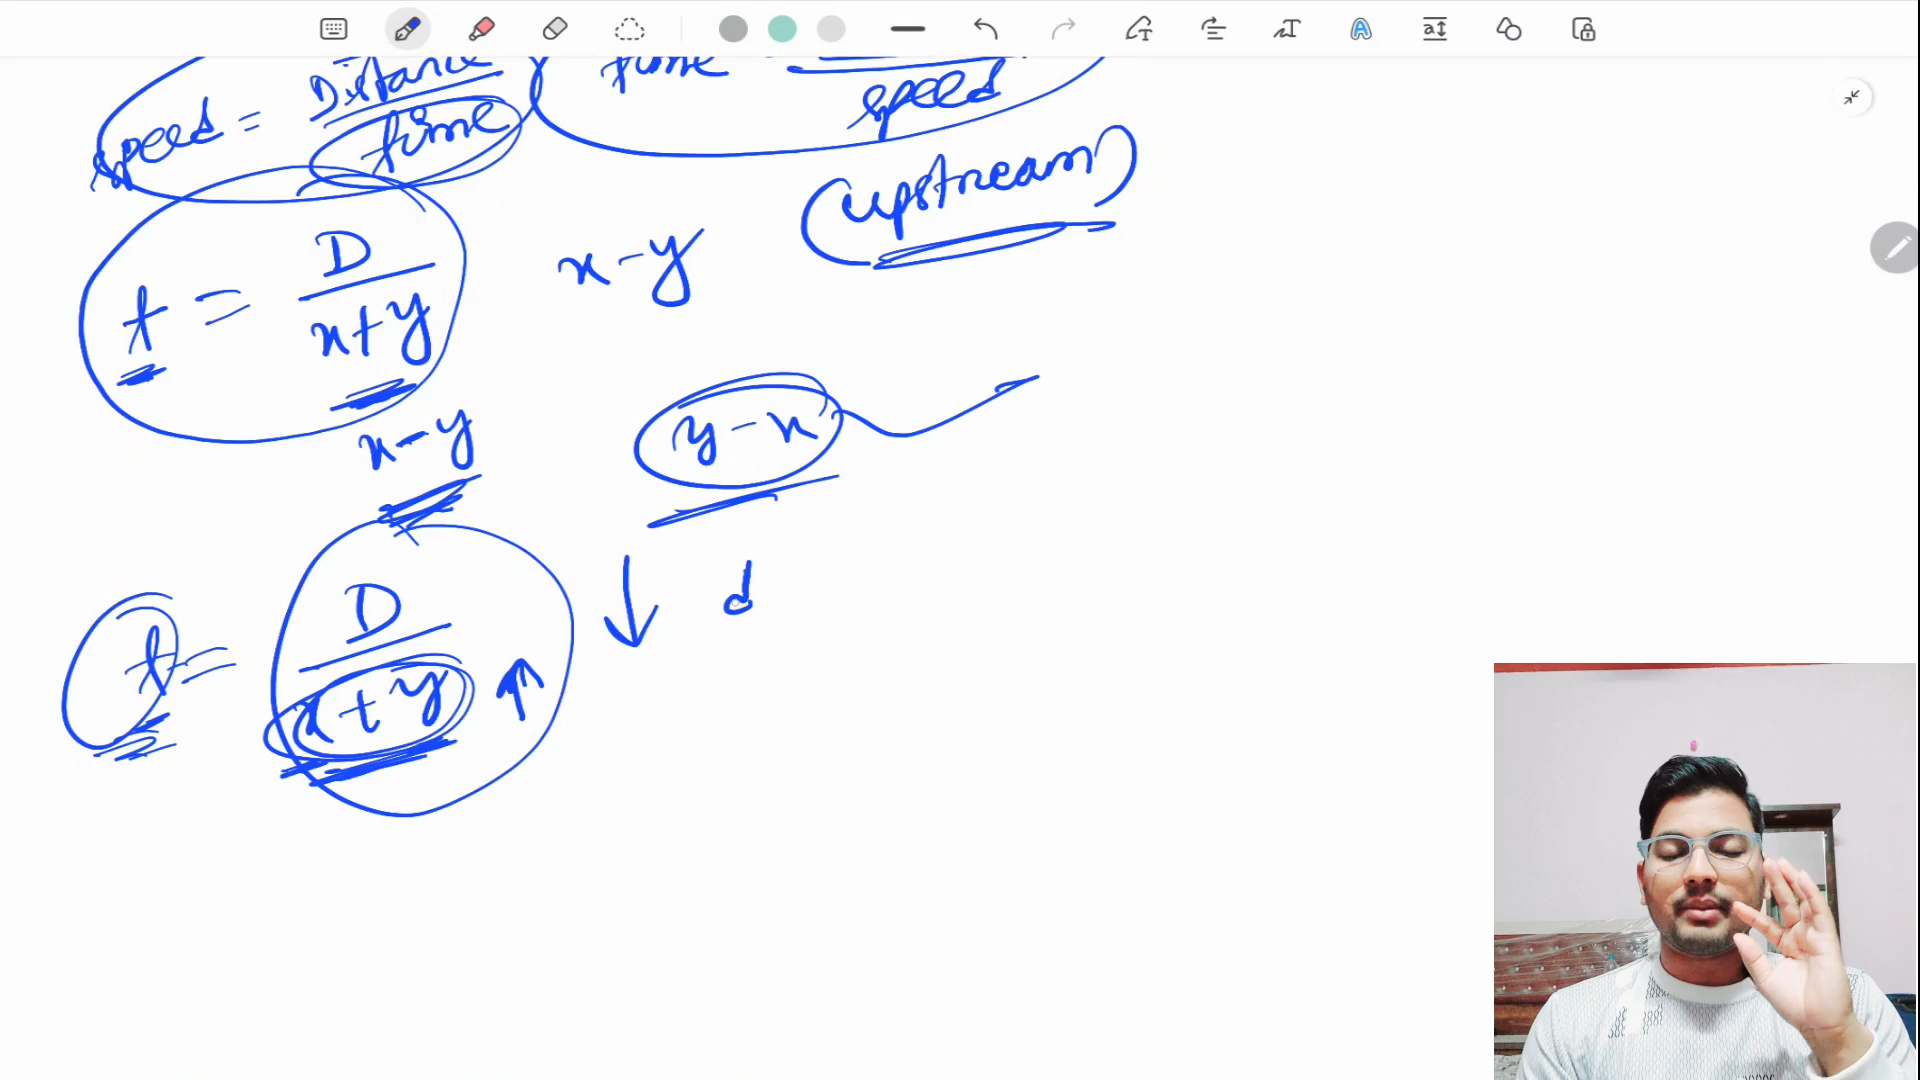 speed = Distance / time
time = / speed
(upstream)
t = D / x+y
x-y
x-y
y-x
t = D / x+y ↑ ↓ d